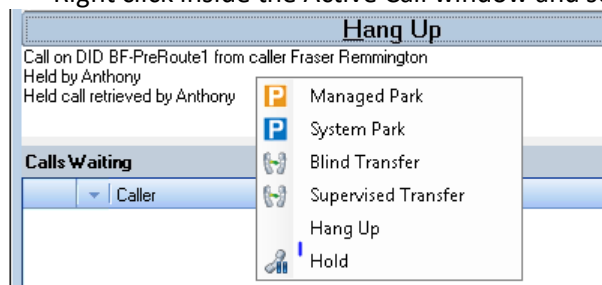 Right click inside the Active Call window and
Hang Up
Call on DID BF-PreRoute1 from caller Fraser Remmington
Held by Anthony
Held call retrieved by Anthony
P Managed Park
P System Park
Blind Transfer
Supervised Transfer
Hang Up
Hold
Calls Waiting
Caller